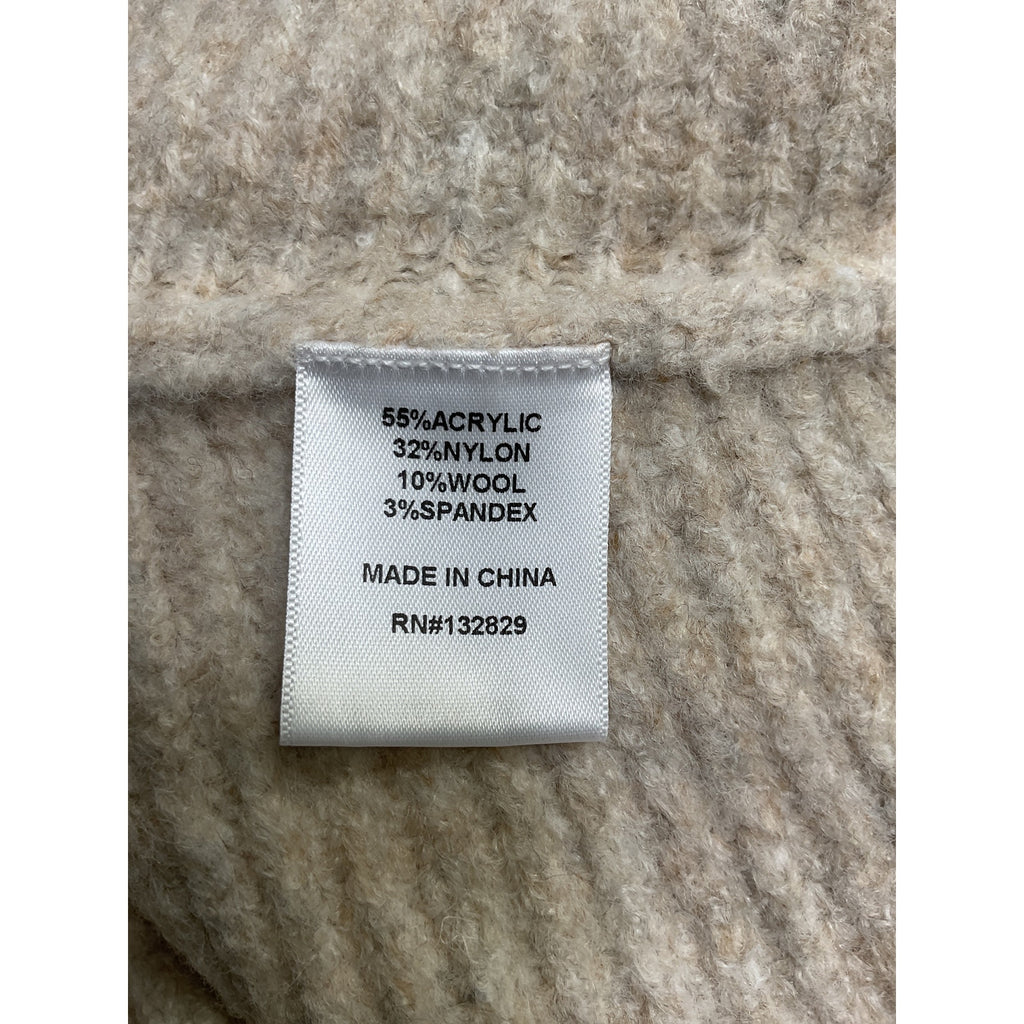 55%ACRYLIC
32%NYLON
10%WOOL
3%SPANDEX
MADE IN CHINA
RN#132829